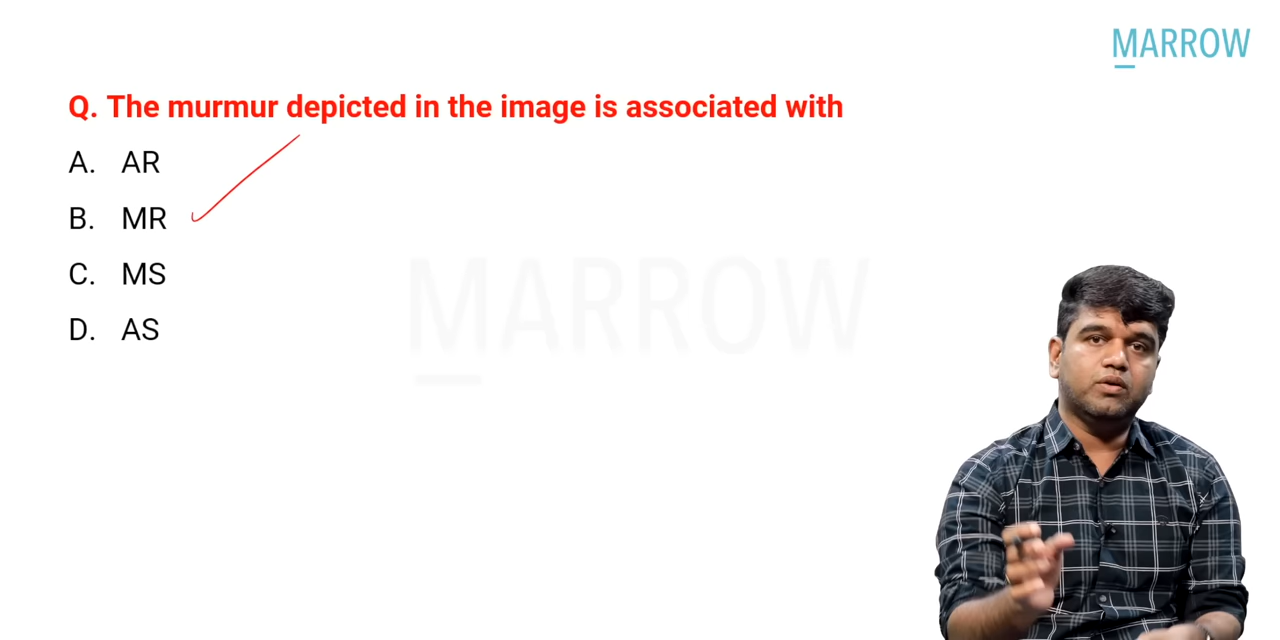 MARROW
Q. The murmur depicted in the image is associated with
A. AR
B. MR
C. MS
D. AS
MARROW